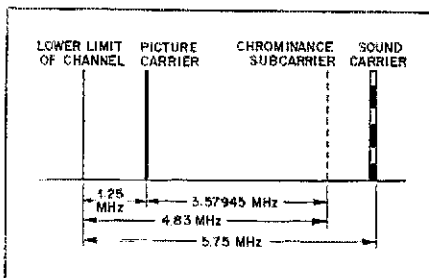 LOWER LIMIT PICTURE CHROMINANCE SOUND
OF CHANNEL CARRIER SUBCARRIER CARRIER
1.25
MHz
3.57945 MHz
4.83 MHz
5.75 MHz